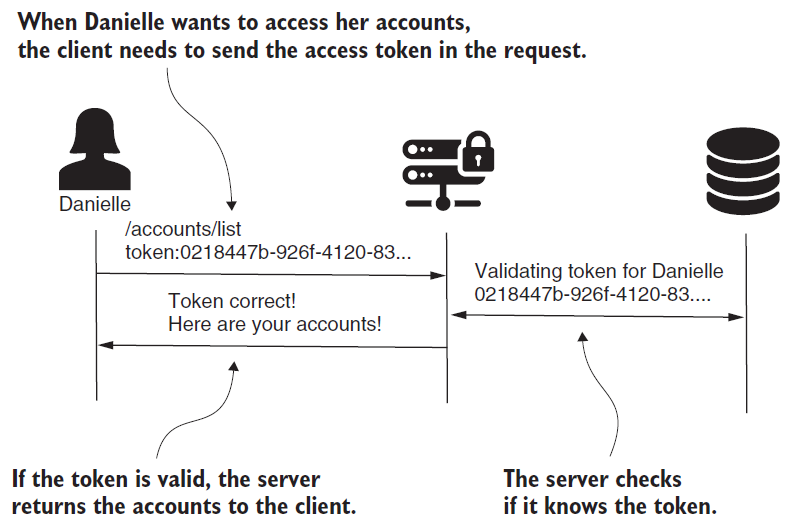 When Danielle wants to access her accounts,
the client needs to send the access token in the request.
Danielle
/accounts/list
token:0218447b-926f-4120-83...
Validating token for Danielle
0218447b-926f-4120-83....
Token correct!
Here are your accounts!
If the token is valid, the server
returns the accounts to the client.
The server checks
if it knows the token.